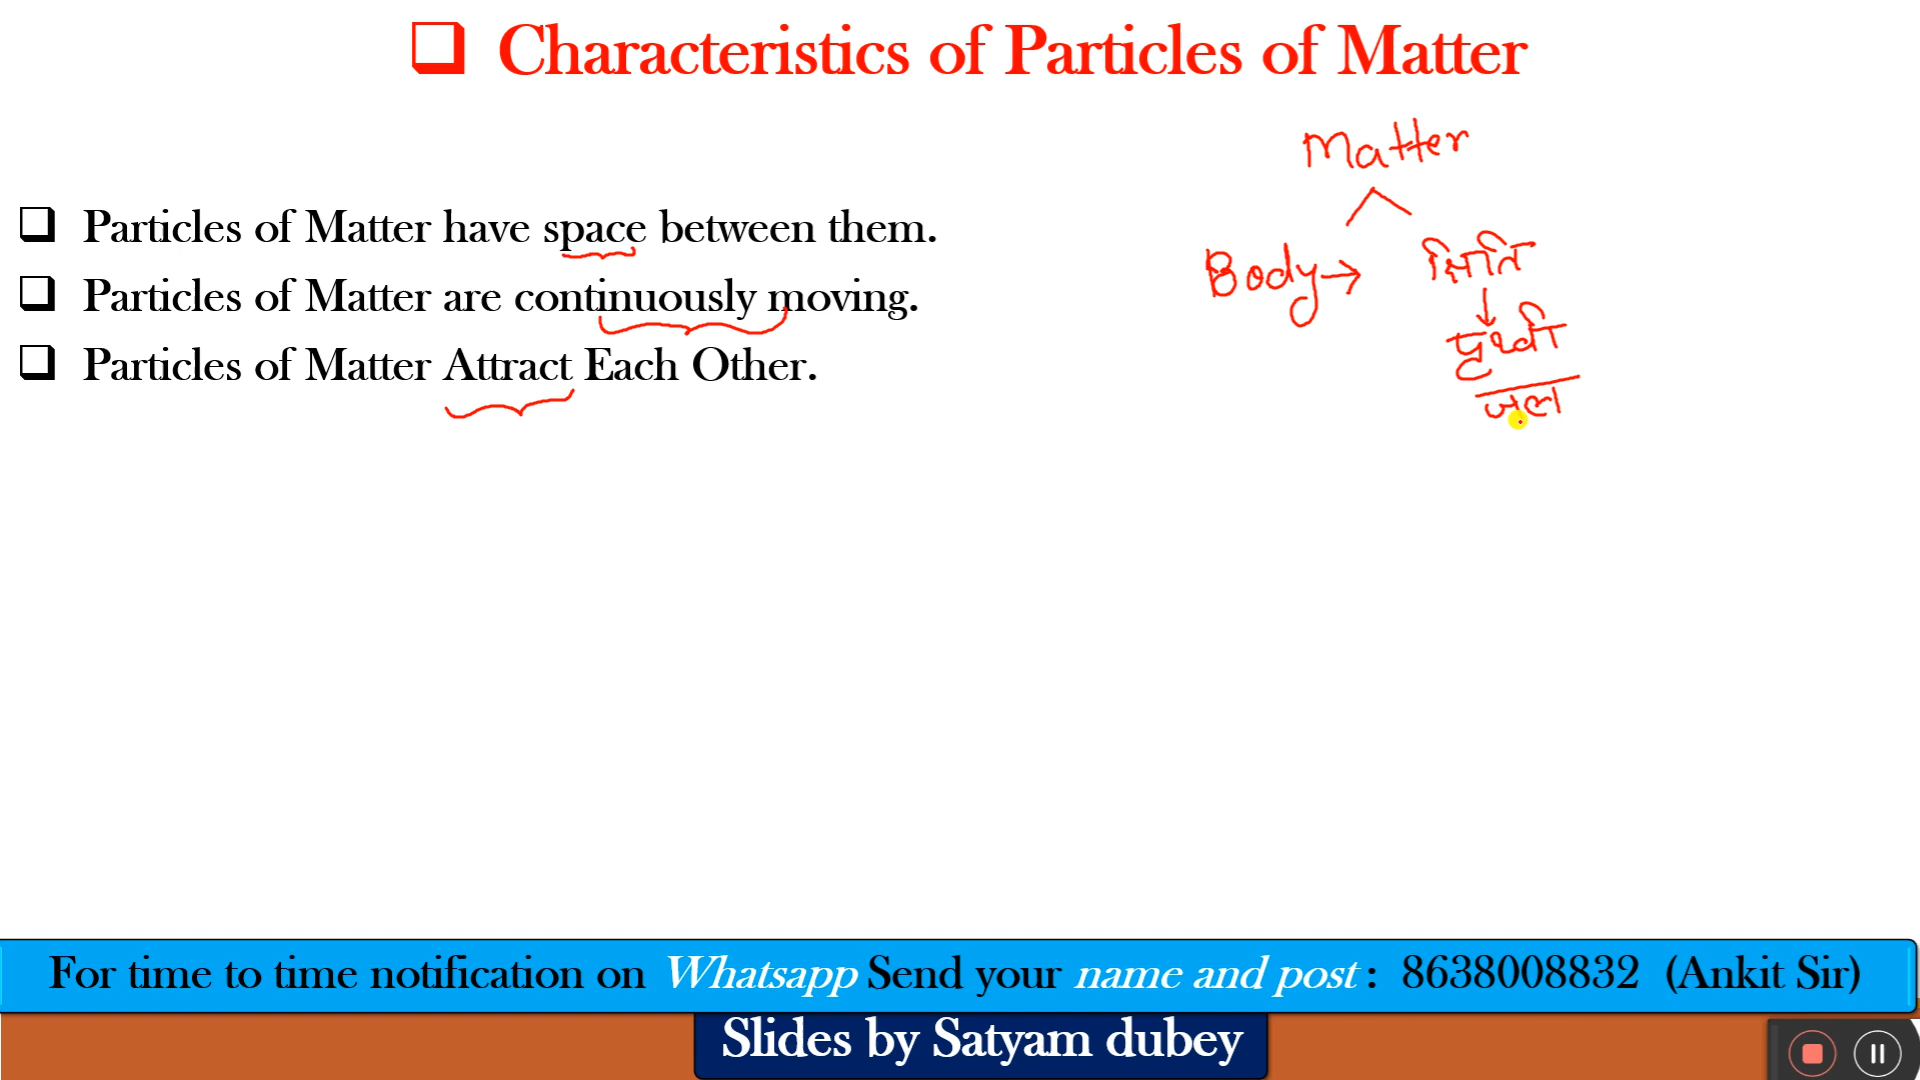 Characteristics of Particles of Matter
Particles of Matter have space between them.
Particles of Matter are continuously moving.
Particles of Matter Attract Each Other.
Matter
Body→
क्षिति
↓
पृथ्वी
जल
For time to time notification on Whatsapp Send your name and post : 8638008832 (Ankit Sir)
Slides by Satyam dubey